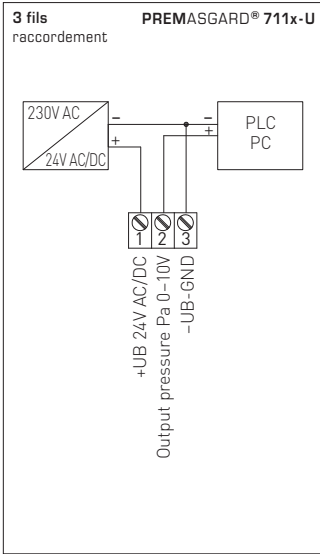 3 fils
raccordement
PREMASGARD® 711x-U
230V AC
24V AC/DC
–
+
–
+
PLC
PC
1 2 3
+UB 24V AC/DC
Output pressure Pa 0–10V
–UB-GND